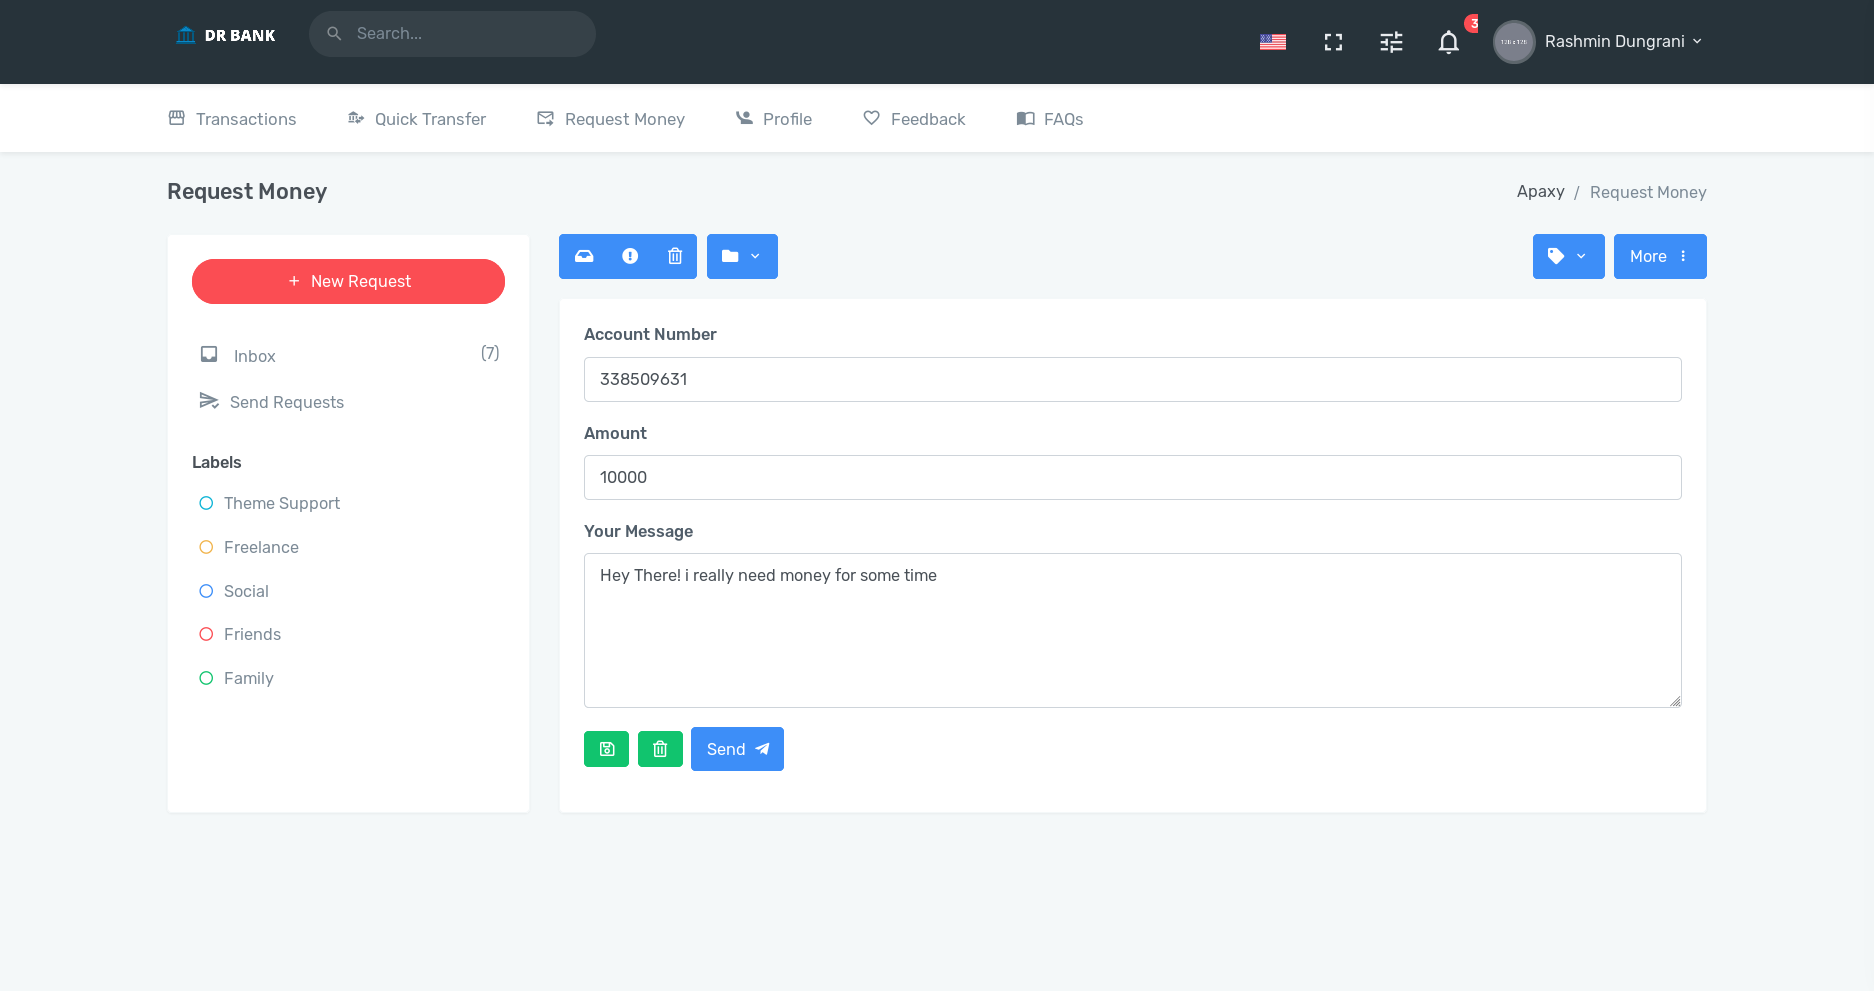 DR BANK
Search...
3
128 x 128
Rashmin Dungrani
Transactions
Quick Transfer
Request Money
Profile
Feedback
FAQs
Request Money
Apaxy / Request Money
+ New Request
More
Inbox
(7)
Send Requests
Labels
Theme Support
Freelance
Social
Friends
Family
Account Number
338509631
Amount
10000
Your Message
Hey There! i really need money for some time
Send